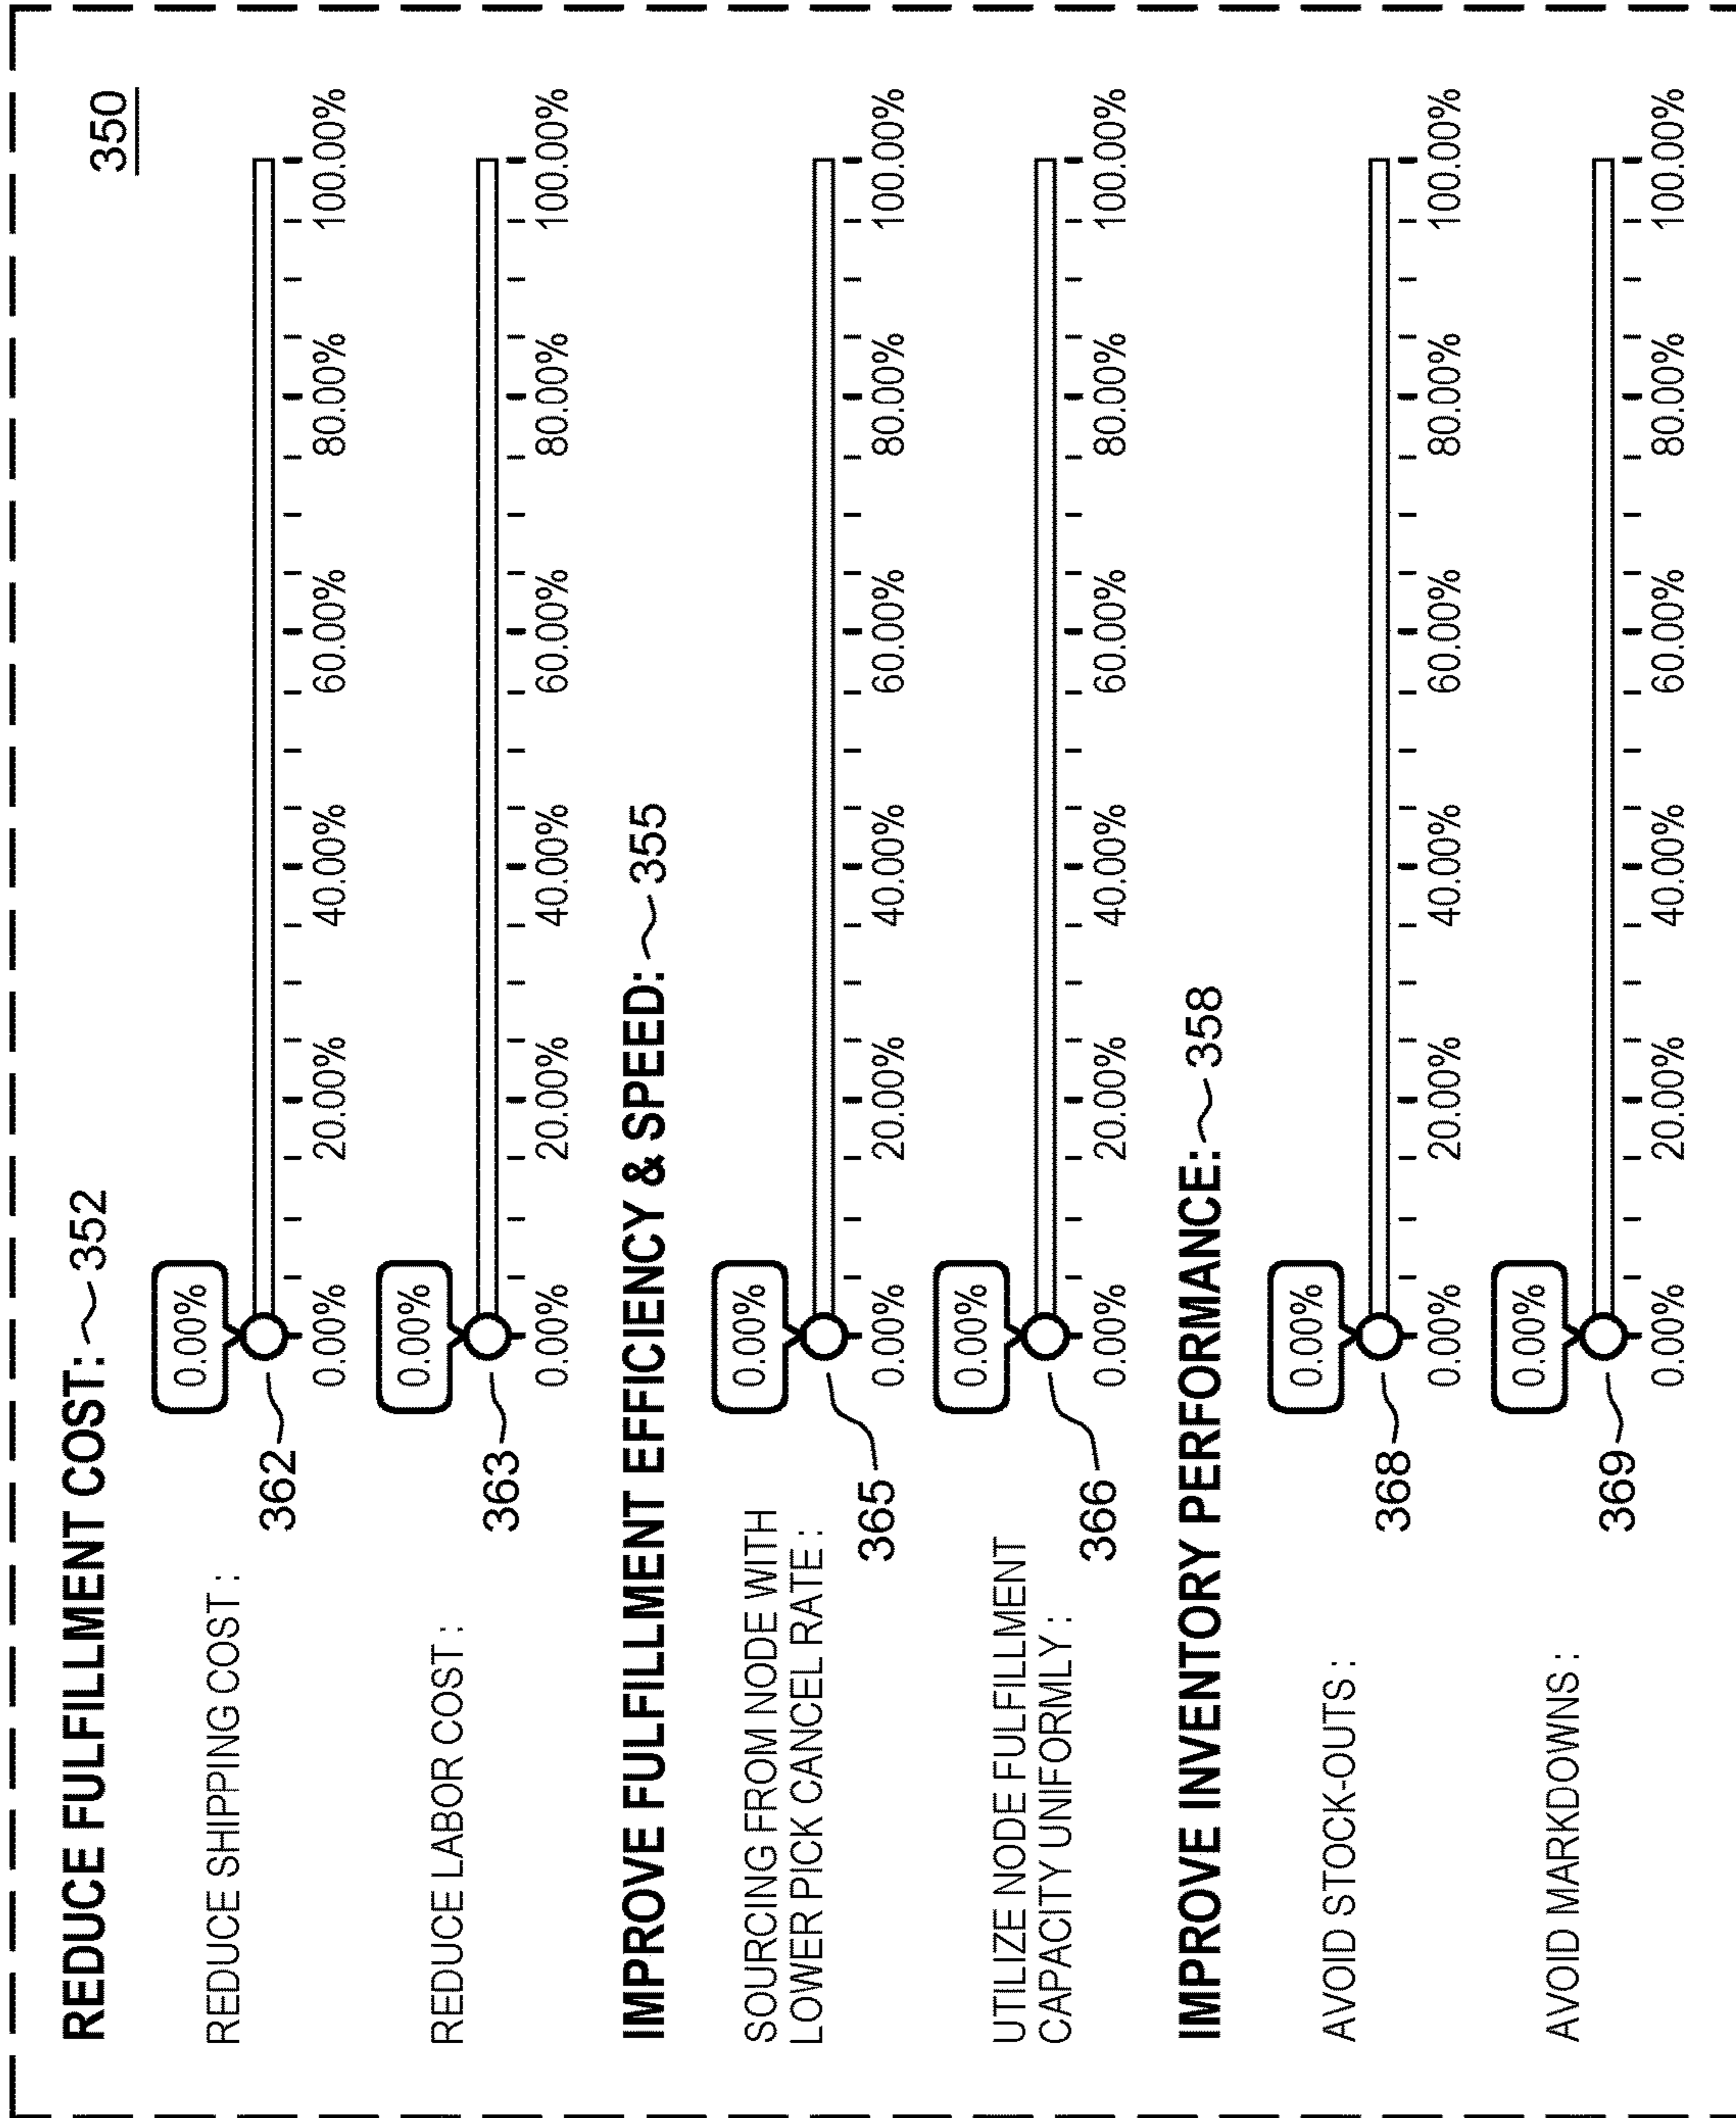 350
REDUCE FULFILLMENT COST: 352
REDUCE SHIPPING COST :
0.00%
362
0.00% 20.00% 40.00% 60.00% 80.00% 100.00%
REDUCE LABOR COST :
0.00%
363
0.00% 20.00% 40.00% 60.00% 80.00% 100.00%
IMPROVE FULFILLMENT EFFICIENCY & SPEED: 355
SOURCING FROM NODE WITH
LOWER PICK CANCEL RATE :
0.00%
365
0.00% 20.00% 40.00% 60.00% 80.00% 100.00%
UTILIZE NODE FULFILLMENT
CAPACITY UNIFORMLY :
0.00%
366
0.00% 20.00% 40.00% 60.00% 80.00% 100.00%
IMPROVE INVENTORY PERFORMANCE: 358
AVOID STOCK-OUTS :
0.00%
368
0.00% 20.00% 40.00% 60.00% 80.00% 100.00%
AVOID MARKDOWNS :
0.00%
369
0.00% 20.00% 40.00% 60.00% 80.00% 100.00%